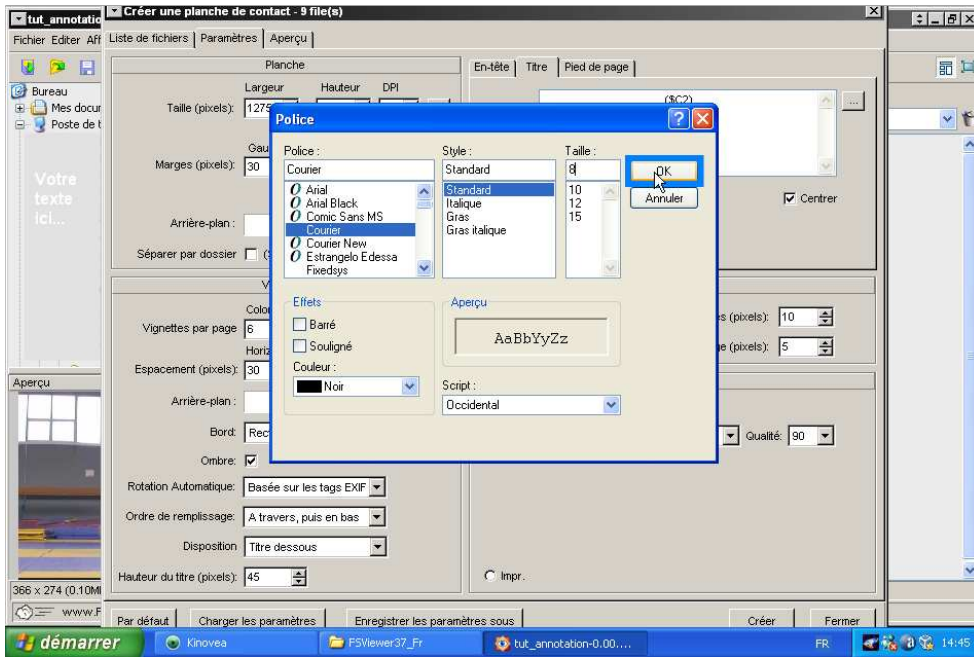 tut_annotatio
Créer une planche de contact - 9 file(s)
Fichier Editer Aff
Liste de fichiers Paramètres Aperçu
Bureau
Mes docur
Poste de t
Votre
texte
ici...
Planche
Largeur Hauteur DPI
Taille (pixels): 1275
Marges (pixels): 30
Arrière-plan :
Séparer par dossier
En-tête Titre Pied de page
($C2)
...
Centrer
Police
Police : Style : Taille :
Courier Standard 8
Arial
Arial Black
Comic Sans MS
Courier
Courier New
Estrangelo Edessa
Fixedsys
Standard
Italique
Gras
Gras italique
10
12
15
OK
Annuler
Effets
Barré
Souligné
Couleur :
Noir
Aperçu
AaBbYyZz
Script :
Occidental
Vignettes par page 6
Espacement (pixels): 30
Arrière-plan :
Bord: Rec
Ombre:
Rotation Automatique: Basée sur les tags EXIF
Ordre de remplissage: A travers, puis en bas
Disposition Titre dessous
Hauteur du titre (pixels): 45
(pixels): 10
(pixels): 5
Qualité: 90
Impr.
Aperçu
366 x 274
www.F
Par défaut Charger les paramètres Enregistrer les paramètres sous Créer Fermer
démarrer Kinovea FSViewer37_Fr tut_annotation-0.00.... FR 14:45